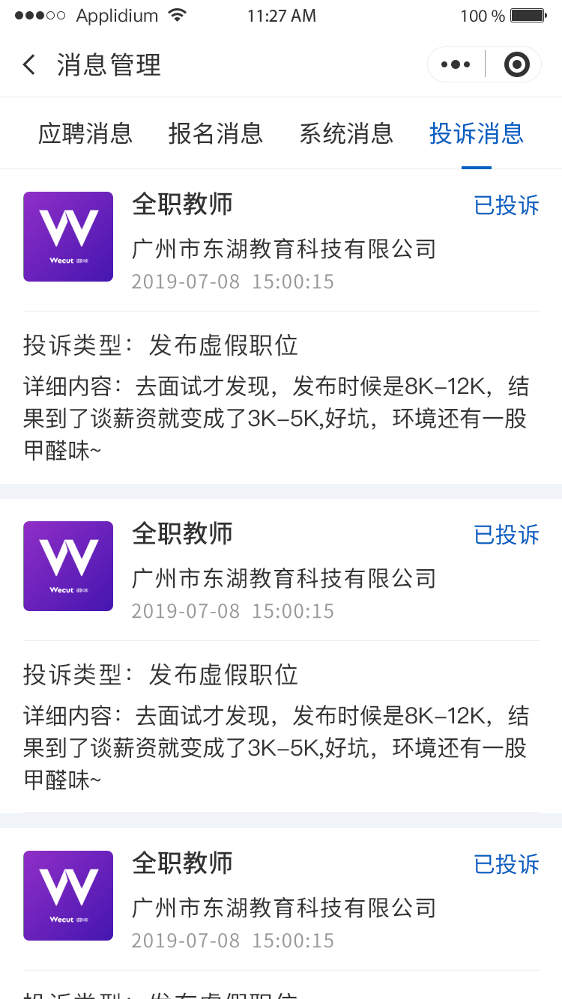 Applidium 11:27 AM 100 %
消息管理
应聘消息 报名消息 系统消息 投诉消息
全职教师 已投诉
广州市东湖教育科技有限公司
Wecut
2019-07-08 15:00:15
投诉类型：发布虚假职位
详细内容：去面试才发现，发布时候是8K-12K，结
果到了谈薪资就变成了3K-5K,好坑，环境还有一股
甲醛味~
全职教师 已投诉
广州市东湖教育科技有限公司
Wecut
2019-07-08 15:00:15
投诉类型：发布虚假职位
详细内容：去面试才发现，发布时候是8K-12K，结
果到了谈薪资就变成了3K-5K,好坑，环境还有一股
甲醛味~
全职教师 已投诉
广州市东湖教育科技有限公司
Wecut
2019-07-08 15:00:15
投诉类型：发布虚假职位